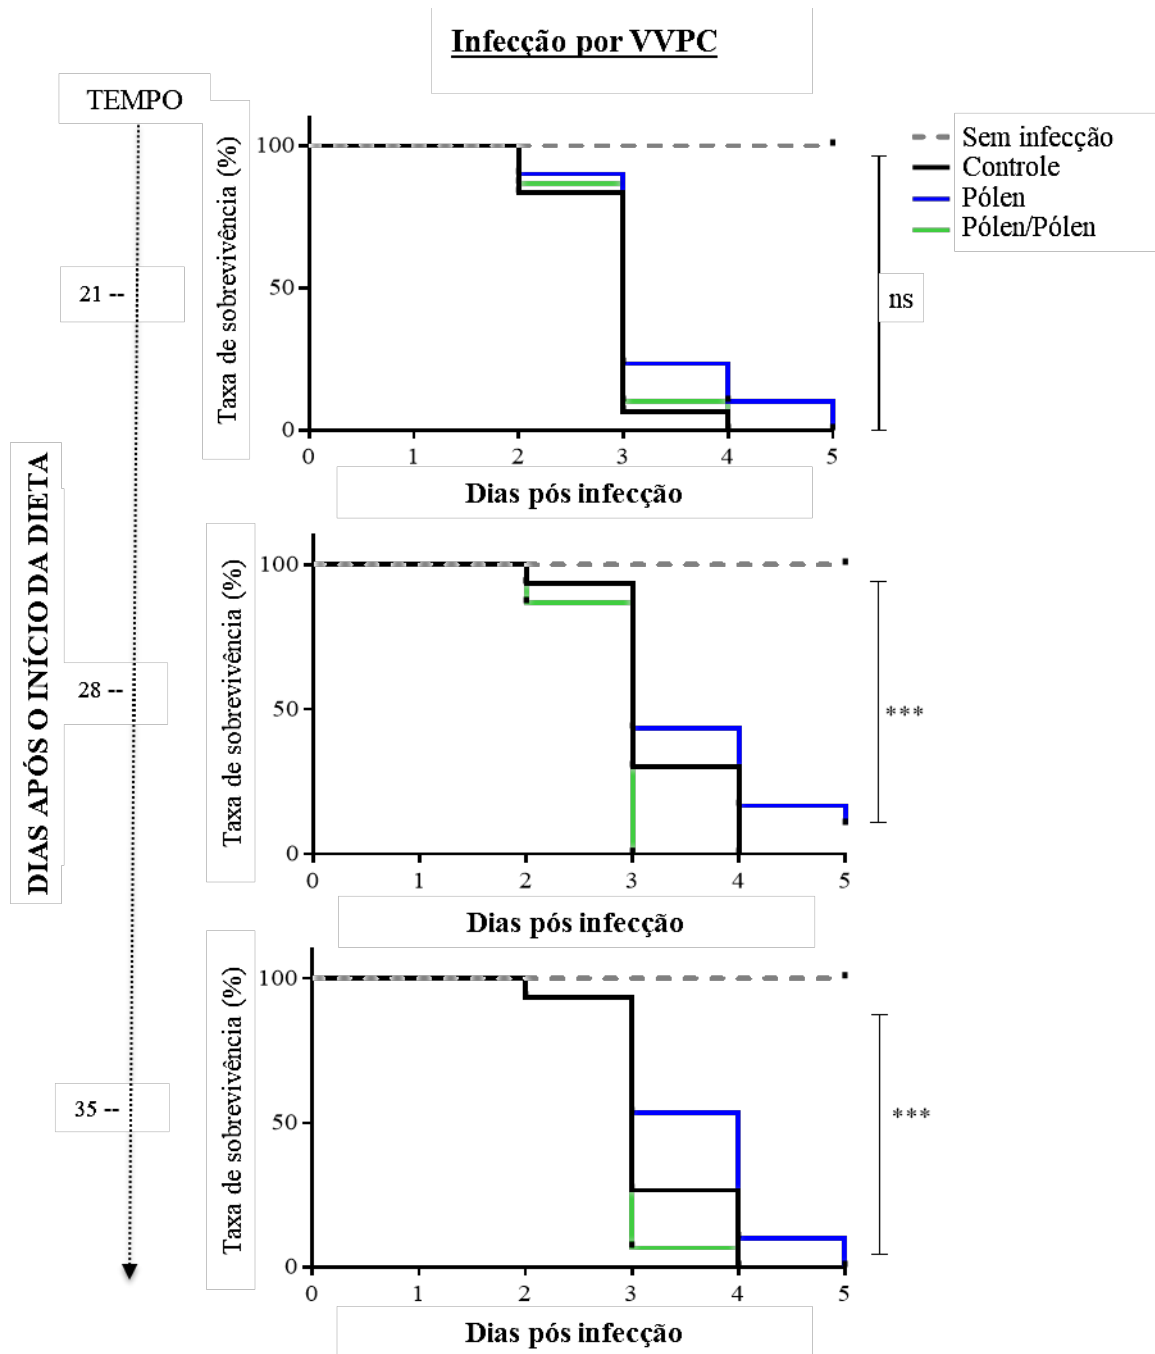 Infecção por VVPC
TEMPO
DIAS APÓS O INÍCIO DA DIETA
21 --
28 --
35 --
Sem infecção
Controle
Pólen
Pólen/Pólen
Taxa de sobrevivência (%)
100
50
0
0 1 2 3 4 5
Dias pós infecção
ns
Taxa de sobrevivência (%)
100
50
0
0 1 2 3 4 5
Dias pós infecção
***
Taxa de sobrevivência (%)
100
50
0
0 1 2 3 4 5
Dias pós infecção
***